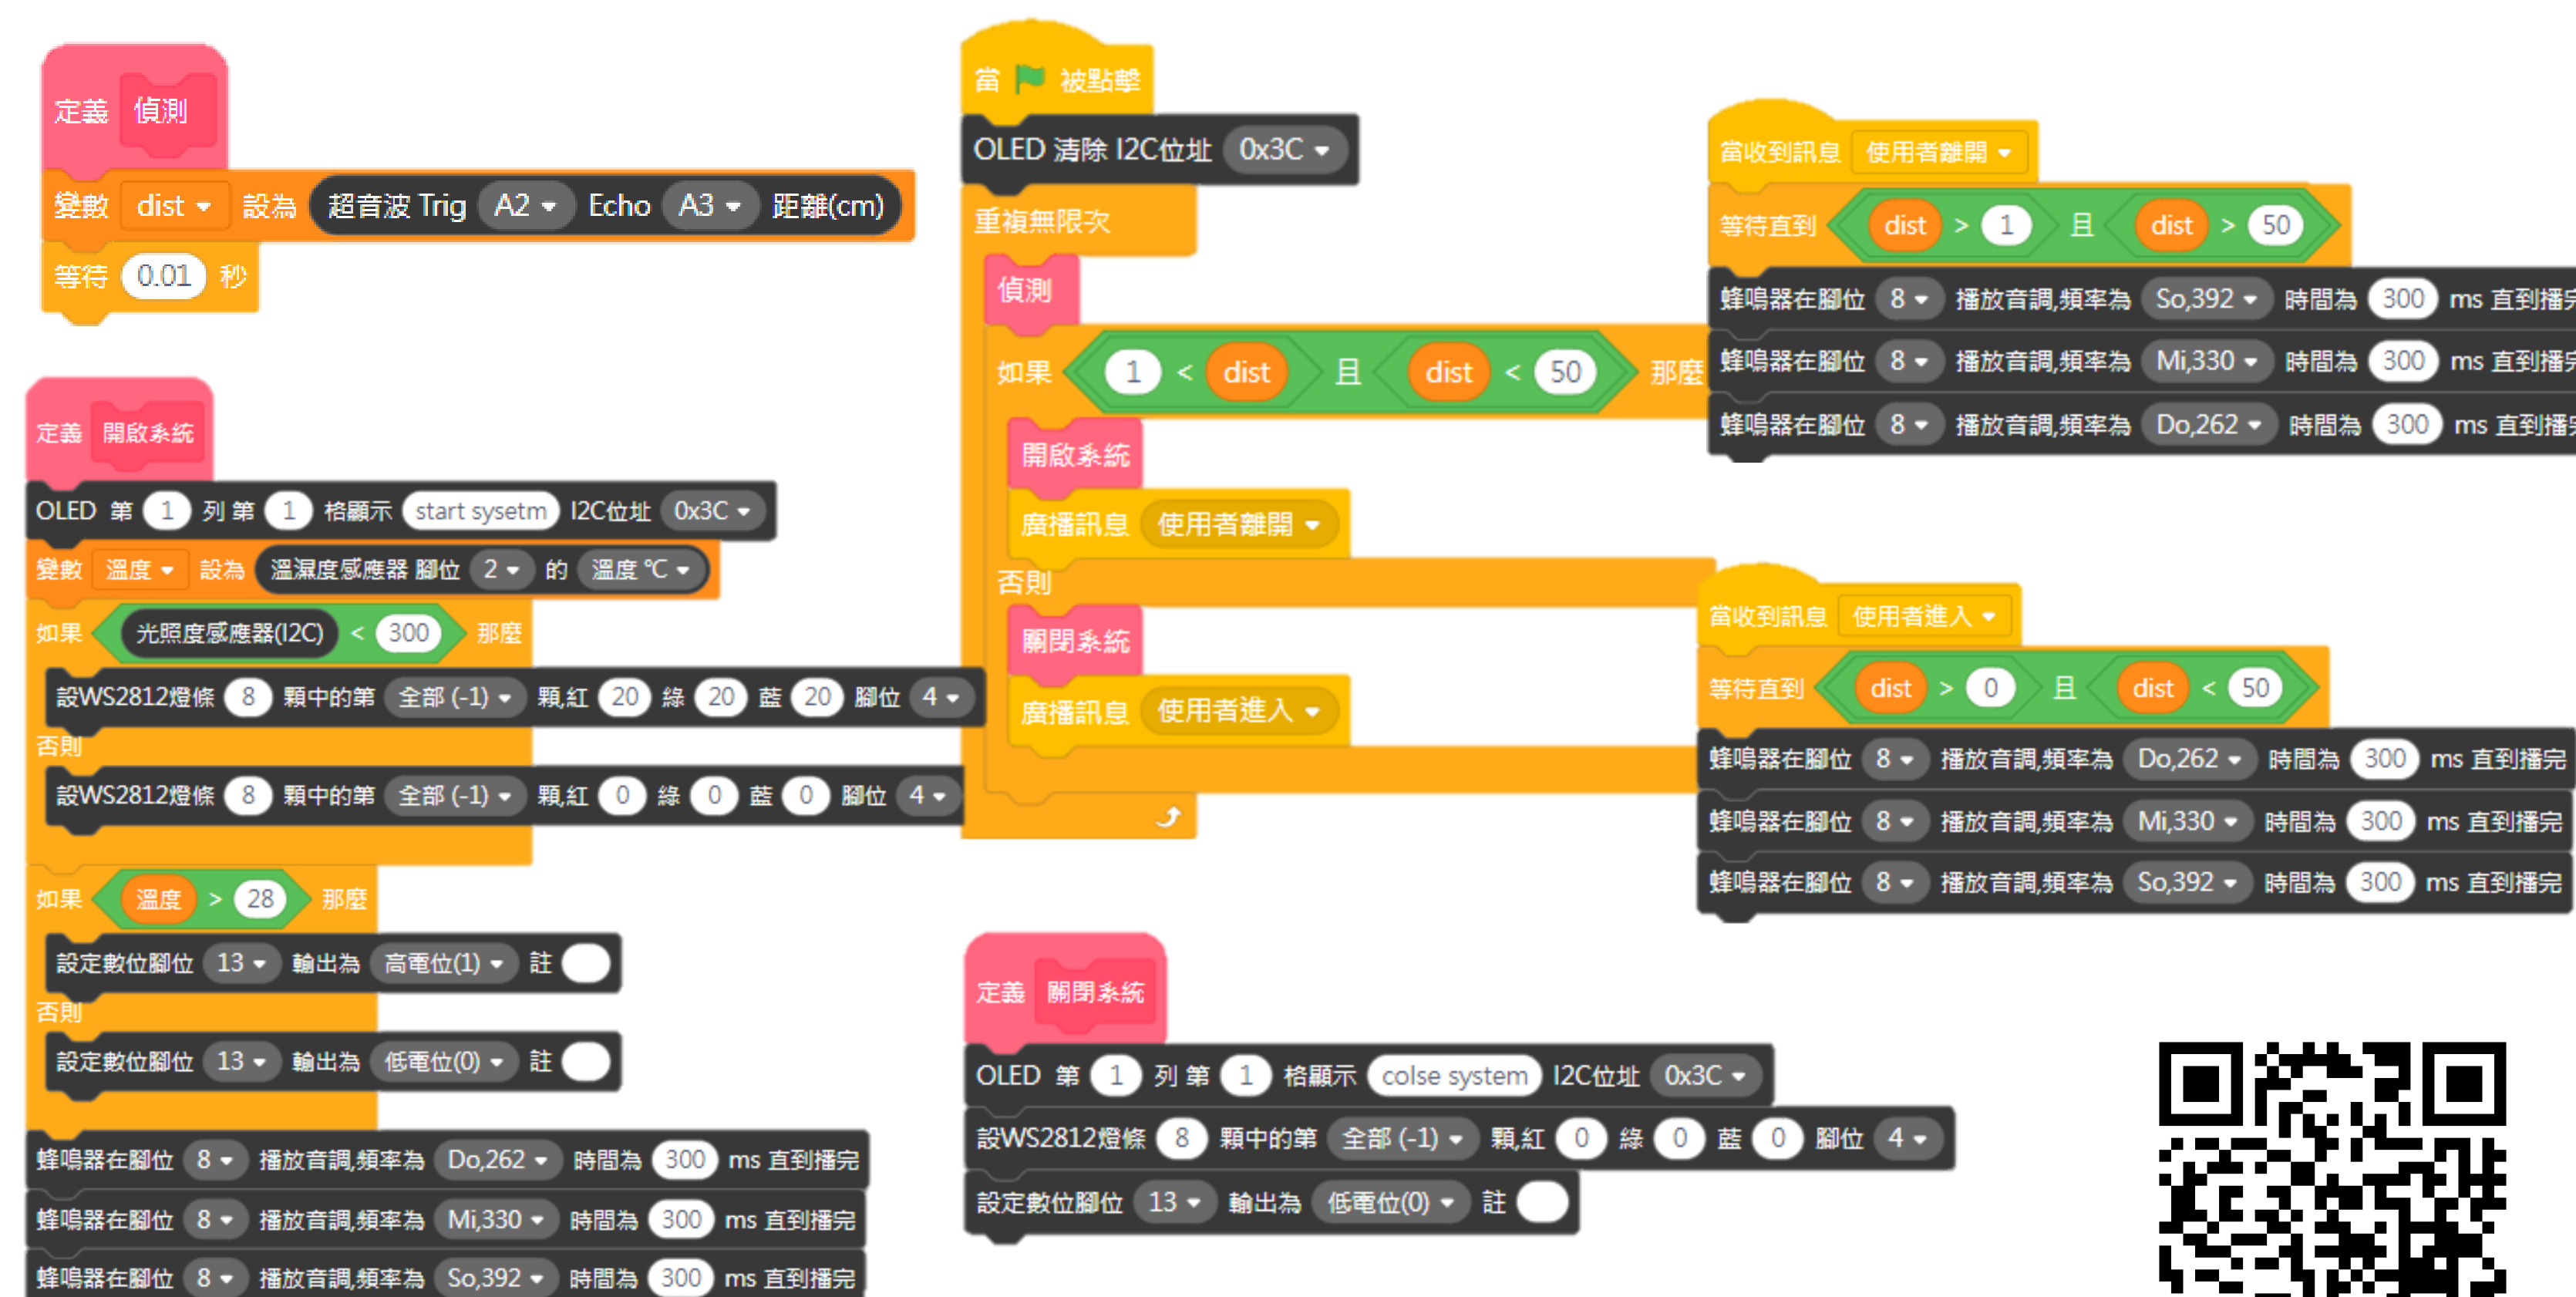 定義 偵測
變數 dist 設為 超音波 Trig A2 Echo A3 距離(cm)
等待 0.01 秒
定義 開啟系統
OLED 第 1 列 第 1 格顯示 start sysetm I2C位址 0x3C
變數 溫度 設為 溫濕度感應器 腳位 2 的 溫度 ℃
如果 光照度感應器(I2C) < 300 那麼
設WS2812燈條 8 顆中的第 全部 (-1) 顆,紅 20 綠 20 藍 20 腳位 4
否則
設WS2812燈條 8 顆中的第 全部 (-1) 顆,紅 0 綠 0 藍 0 腳位 4
如果 溫度 > 28 那麼
設定數位腳位 13 輸出為 高電位(1) 註
否則
設定數位腳位 13 輸出為 低電位(0) 註
蜂鳴器在腳位 8 播放音調,頻率為 Do,262 時間為 300 ms 直到播完
蜂鳴器在腳位 8 播放音調,頻率為 Mi,330 時間為 300 ms 直到播完
蜂鳴器在腳位 8 播放音調,頻率為 So,392 時間為 300 ms 直到播完
當 被點擊
OLED 清除 I2C位址 0x3C
重複無限次
偵測
如果 1 < dist 且 dist < 50 那麼
開啟系統
廣播訊息 使用者離開
否則
關閉系統
廣播訊息 使用者進入
定義 關閉系統
OLED 第 1 列 第 1 格顯示 colse system I2C位址 0x3C
設WS2812燈條 8 顆中的第 全部 (-1) 顆,紅 0 綠 0 藍 0 腳位 4
設定數位腳位 13 輸出為 低電位(0) 註
當收到訊息 使用者離開
等待直到 dist > 1 且 dist > 50
蜂鳴器在腳位 8 播放音調,頻率為 So,392 時間為 300 ms 直到播完
蜂鳴器在腳位 8 播放音調,頻率為 Mi,330 時間為 300 ms 直到播完
蜂鳴器在腳位 8 播放音調,頻率為 Do,262 時間為 300 ms 直到播
當收到訊息 使用者進入
等待直到 dist > 0 且 dist < 50
蜂鳴器在腳位 8 播放音調,頻率為 Do,262 時間為 300 ms 直到播完
蜂鳴器在腳位 8 播放音調,頻率為 Mi,330 時間為 300 ms 直到播完
蜂鳴器在腳位 8 播放音調,頻率為 So,392 時間為 300 ms 直到播完